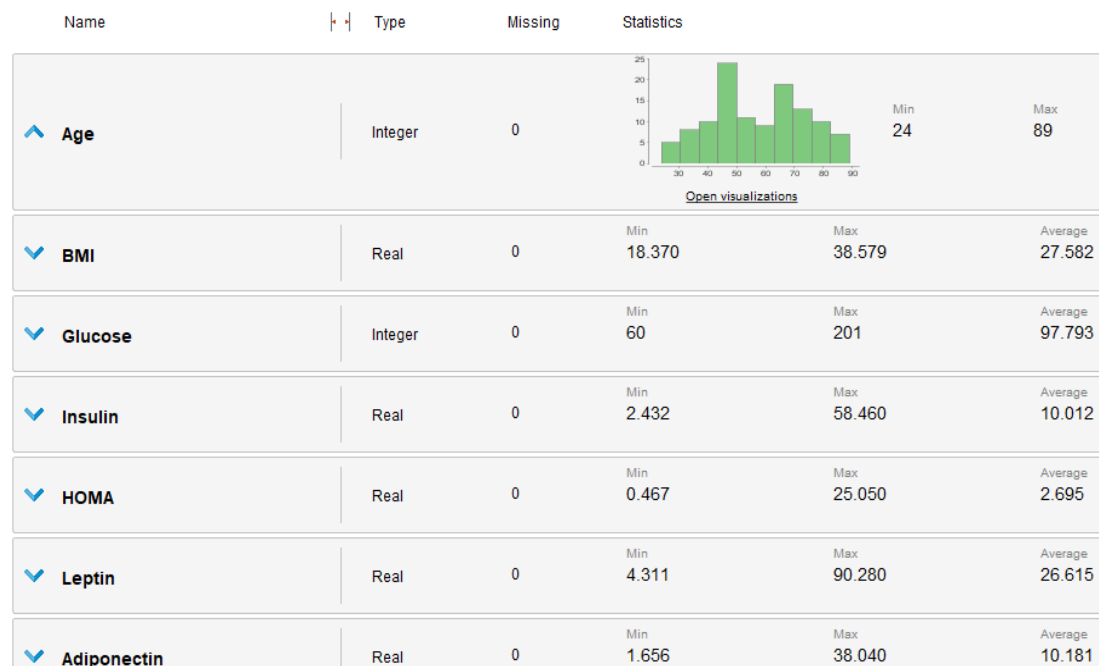 Name Type Missing Statistics
25
20
15
10
5
0
30 40 50 60 70 80 90
Age Integer 0 Min Max
24 89
Open visualizations
Min Max Average
BMI Real 0 18.370 38.579 27.582
Min Max Average
Glucose Integer 0 60 201 97.793
Min Max Average
Insulin Real 0 2.432 58.460 10.012
Min Max Average
HOMA Real 0 0.467 25.050 2.695
Min Max Average
Leptin Real 0 4.311 90.280 26.615
Min Max Average
Adiponectin Real 0 1.656 38.040 10.181